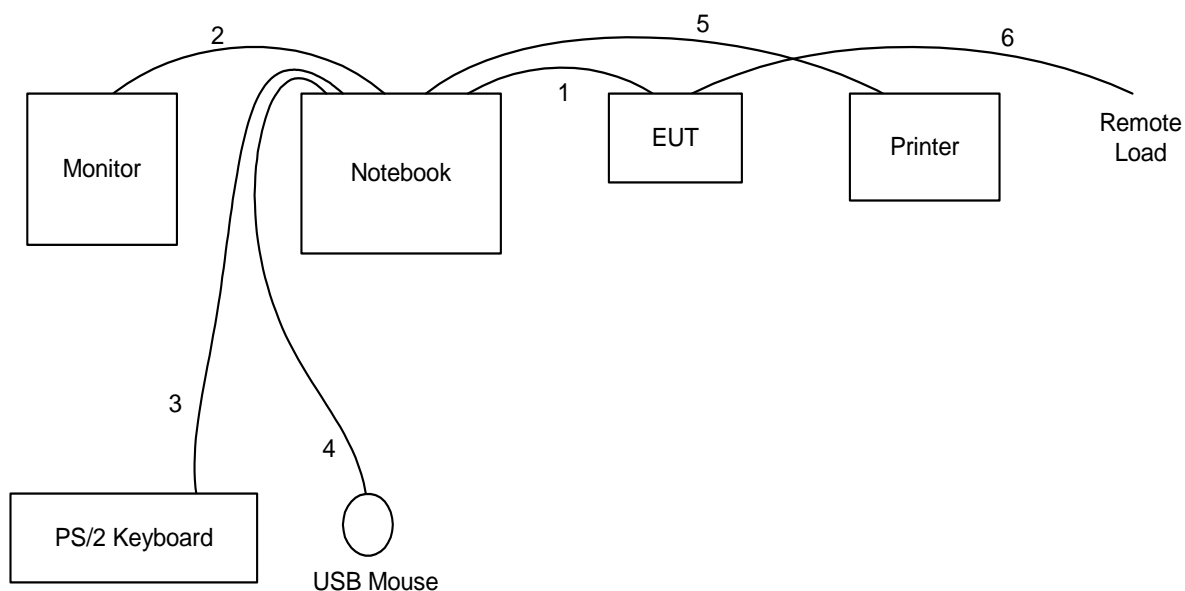 2
5
6
1
Monitor
Notebook
EUT
Printer
Remote
Load
3
4
PS/2 Keyboard
USB Mouse